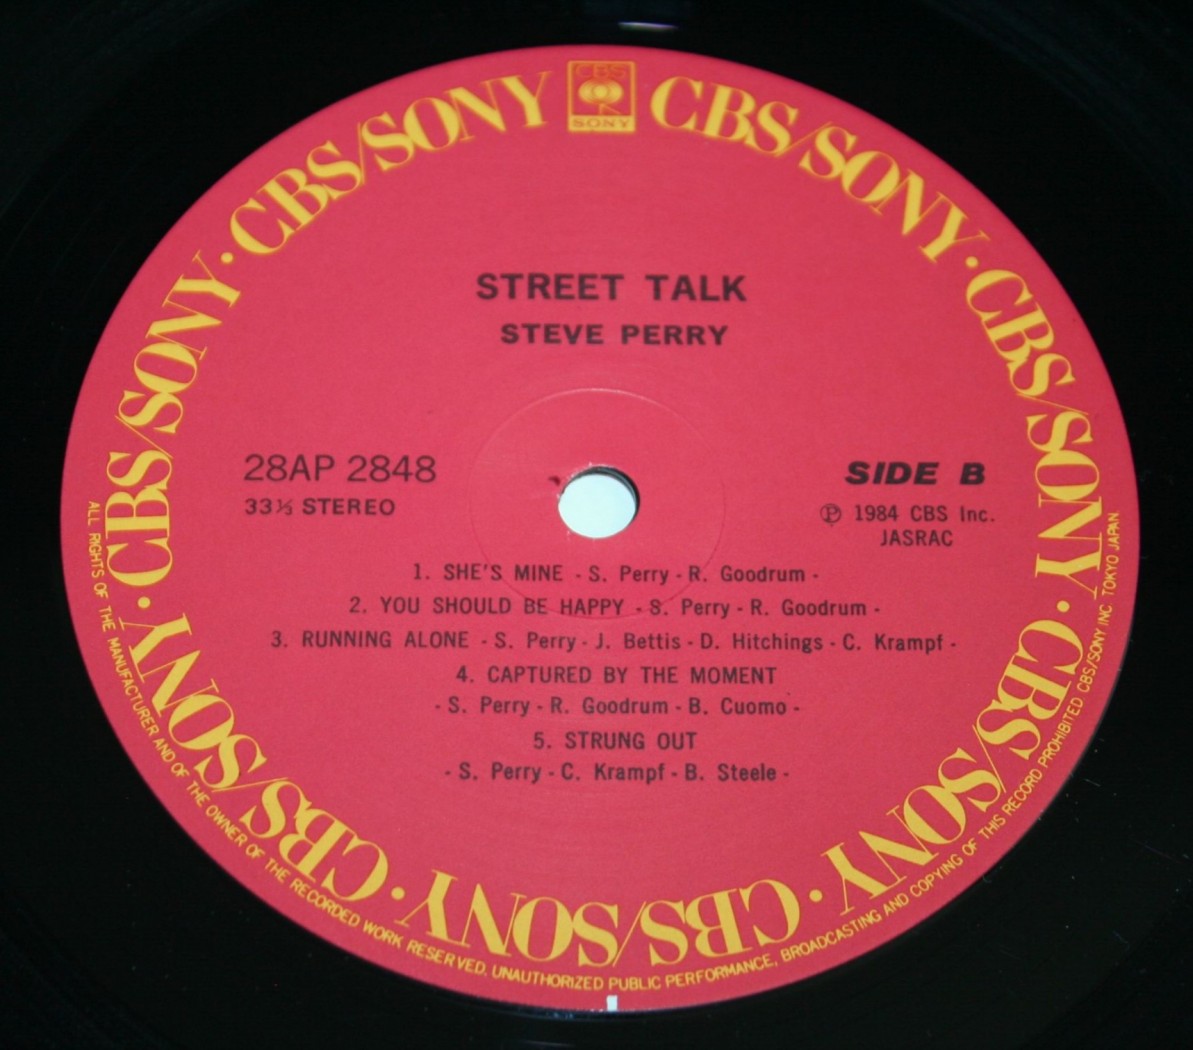 CBS
SONY
CBS/SONY · CBS/SONY · CBS/SONY · CBS/SONY · CBS/SONY · CBS/SONY · CBS/SONY · CBS/SONY
STREET TALK
STEVE PERRY
28AP 2848
33⅓ STEREO
SIDE B
℗ 1984 CBS Inc.
JASRAC
1. SHE'S MINE - S. Perry - R. Goodrum -
2. YOU SHOULD BE HAPPY - S. Perry - R. Goodrum -
3. RUNNING ALONE - S. Perry - J. Bettis - D. Hitchings - C. Krampf -
4. CAPTURED BY THE MOMENT
- S. Perry - R. Goodrum - B. Cuomo -
5. STRUNG OUT
- S. Perry - C. Krampf - B. Steele -
ALL RIGHTS OF THE MANUFACTURER AND OF THE OWNER OF THE RECORDED WORK RESERVED. UNAUTHORIZED PUBLIC PERFORMANCE, BROADCASTING AND COPYING OF THIS RECORD PROHIBITED CBS/SONY INC TOKYO JAPAN